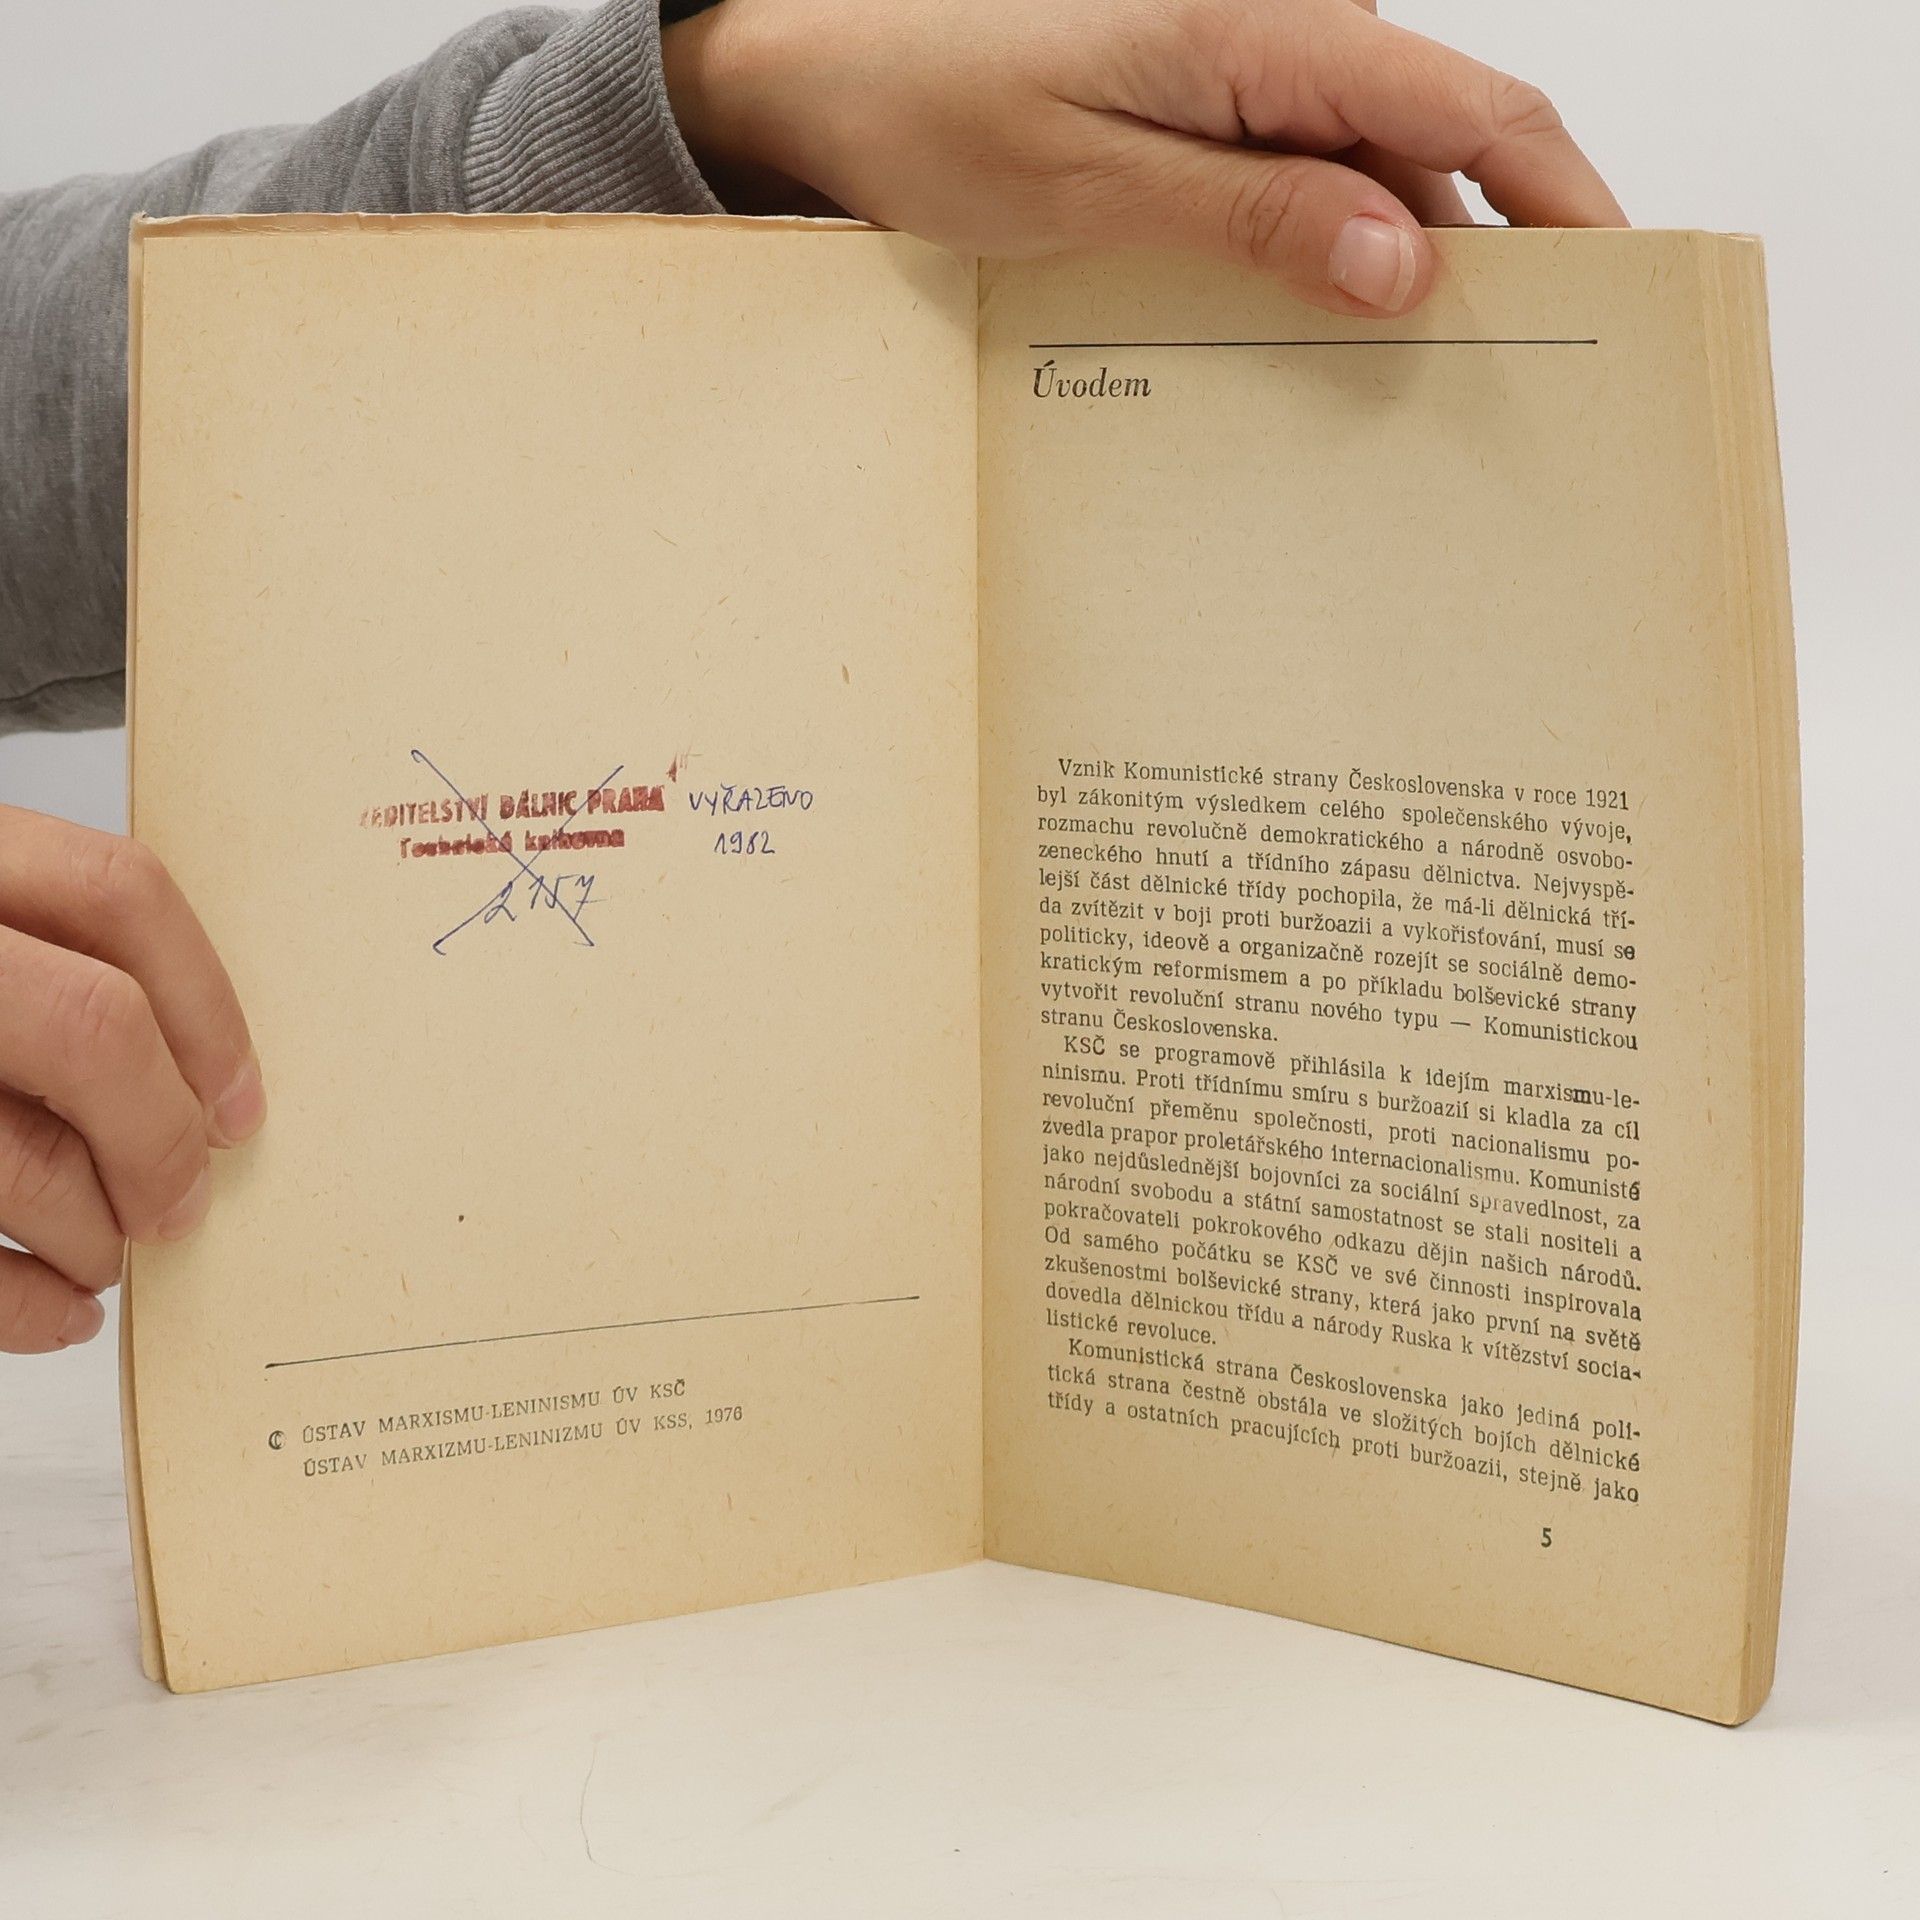 ŘEDITELSTVÍ DÁLNIC PRAHA
Technická knihovna
VYŘAZENO
1982
2157
© ÚSTAV MARXISMU-LENINISMU ÚV KSČ
ÚSTAV MARXIZMU-LENINIZMU ÚV KSS, 1976
Úvodem
Vznik Komunistické strany Československa v roce 1921
byl zákonitým výsledkem celého společenského vývoje,
rozmachu revolučně demokratického a národně osvobo-
zeneckého hnutí a třídního zápasu dělnictva. Nejvyspě-
lejší část dělnické třídy pochopila, že má-li dělnická tří-
da zvítězit v boji proti buržoazii a vykořisťování, musí se
politicky, ideově a organizačně rozejít se sociálně demo-
kratickým reformismem a po příkladu bolševické strany
vytvořit revoluční stranu nového typu — Komunistickou
stranu Československa.
KSČ se programově přihlásila k idejím marxismu-le-
ninismu. Proti třídnímu smíru s buržoazií si kladla za cíl
revoluční přeměnu společnosti, proti nacionalismu po-
zvedla prapor proletářského internacionalismu. Komunisté
jako nejdůslednější bojovníci za sociální spravedlnost, za
národní svobodu a státní samostatnost se stali nositeli a
pokračovateli pokrokového odkazu dějin našich národů.
Od samého počátku se KSČ ve své činnosti inspirovala
zkušenostmi bolševické strany, která jako první na světě
dovedla dělnickou třídu a národy Ruska k vítězství socia-
listické revoluce.
Komunistická strana Československa jako jediná poli-
tická strana čestně obstála ve složitých bojích dělnické
třídy a ostatních pracujících proti buržoazii, stejně jako
5